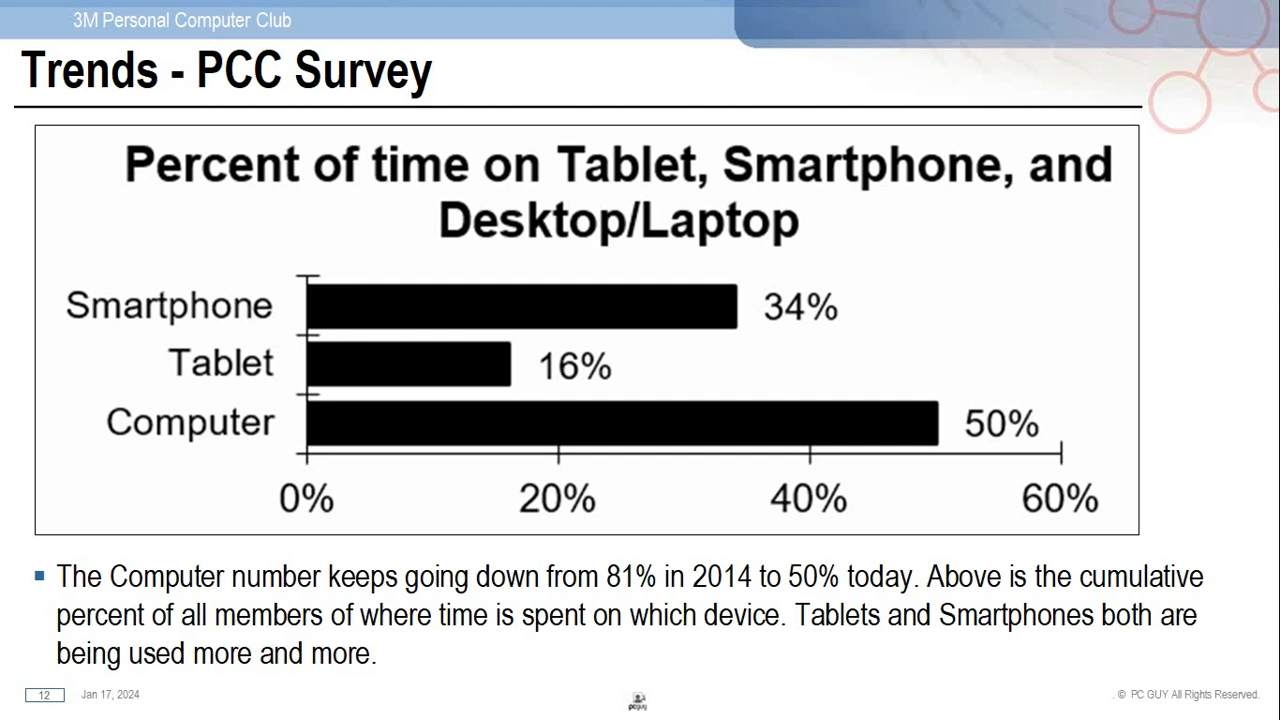 3M Personal Computer Club
Trends - PCC Survey
Percent of time on Tablet, Smartphone, and
Desktop/Laptop
Smartphone 34%
Tablet 16%
Computer 50%
0% 20% 40% 60%
▪ The Computer number keeps going down from 81% in 2014 to 50% today. Above is the cumulative
percent of all members of where time is spent on which device. Tablets and Smartphones both are
being used more and more.
12 Jan 17, 2024 pcguy . © PC GUY All Rights Reserved.